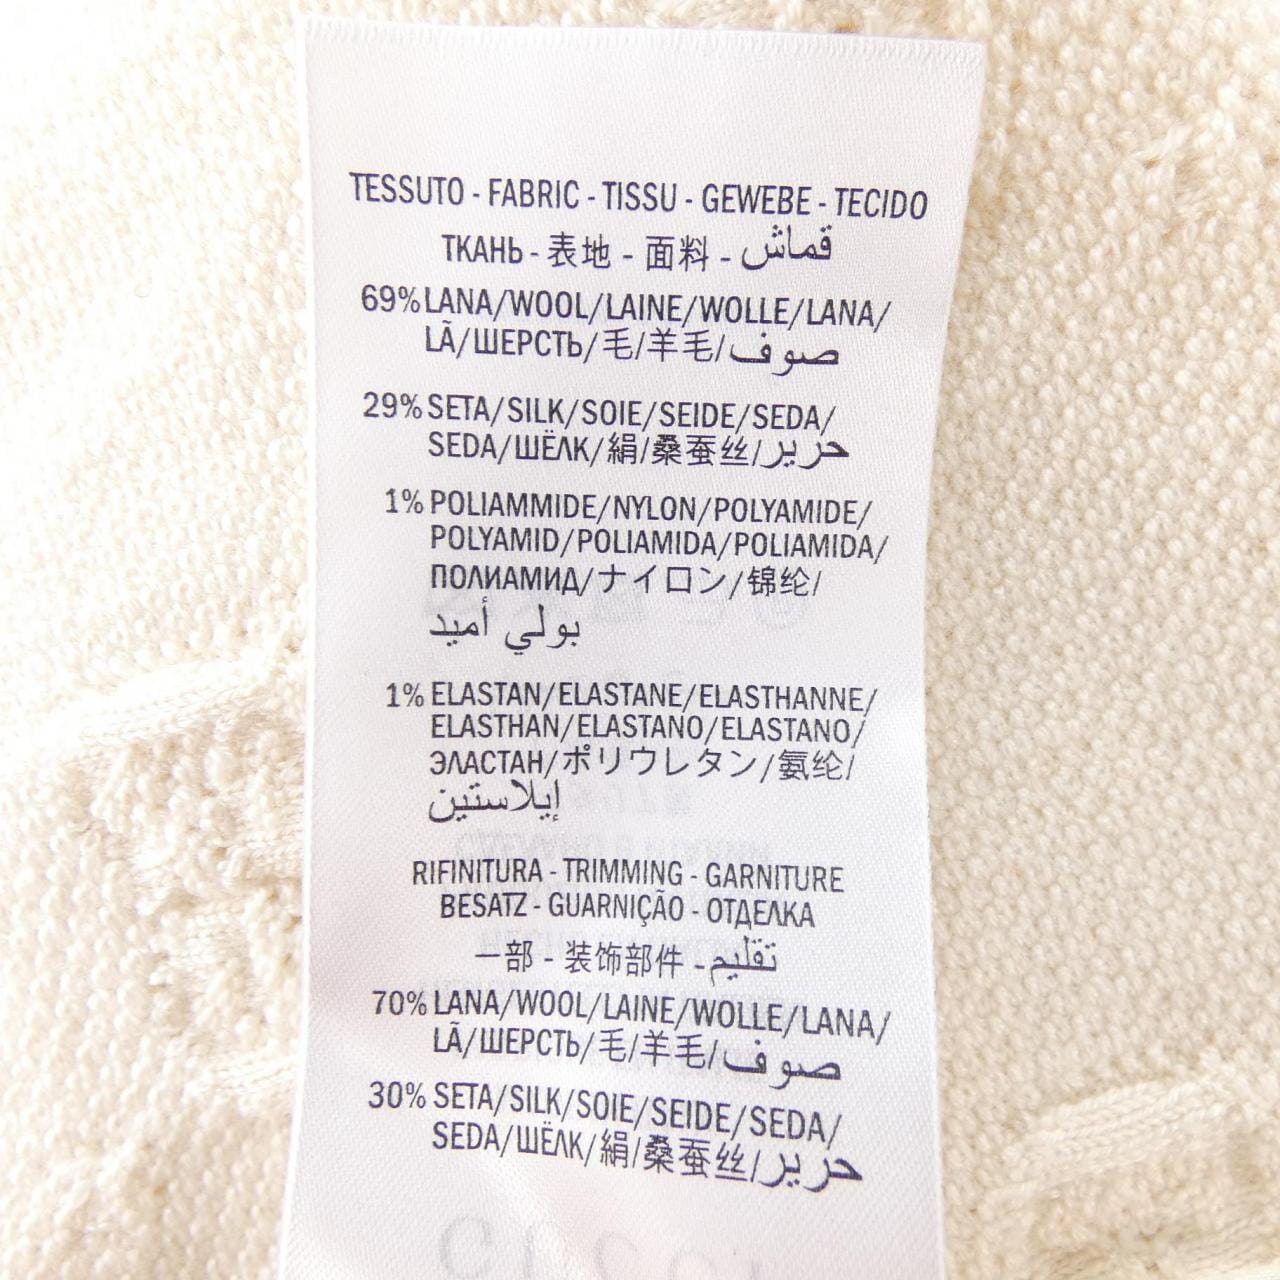 TESSUTO - FABRIC - TISSU - GEWEBE - TECIDO
ТКАНЬ - 表地 - 面料 - قماش
69% LANA/WOOL/LAINE/WOLLE/LANA/
LÃ/ШЕРСТЬ/毛/羊毛/صوف
29% SETA/SILK/SOIE/SEIDE/SEDA/
SEDA/ШЁЛК/絹/桑蚕丝/حرير
1% POLIAMMIDE/NYLON/POLYAMIDE/
POLYAMID/POLIAMIDA/POLIAMIDA/
ПОЛИАМИД/ナイロン/锦纶/
بولي أميد
1% ELASTAN/ELASTANE/ELASTHANNE/
ELASTHAN/ELASTANO/ELASTANO/
ЭЛАСТАН/ポリウレタン/氨纶/
إيلاستين
RIFINITURA - TRIMMING - GARNITURE
BESATZ - GUARNIÇÃO - ОТДЕЛКА
一部 - 装饰部件 - تقليم
70% LANA/WOOL/LAINE/WOLLE/LANA/
LÃ/ШЕРСТЬ/毛/羊毛/صوف
30% SETA/SILK/SOIE/SEIDE/SEDA/
SEDA/ШЁЛК/絹/桑蚕丝/حرير